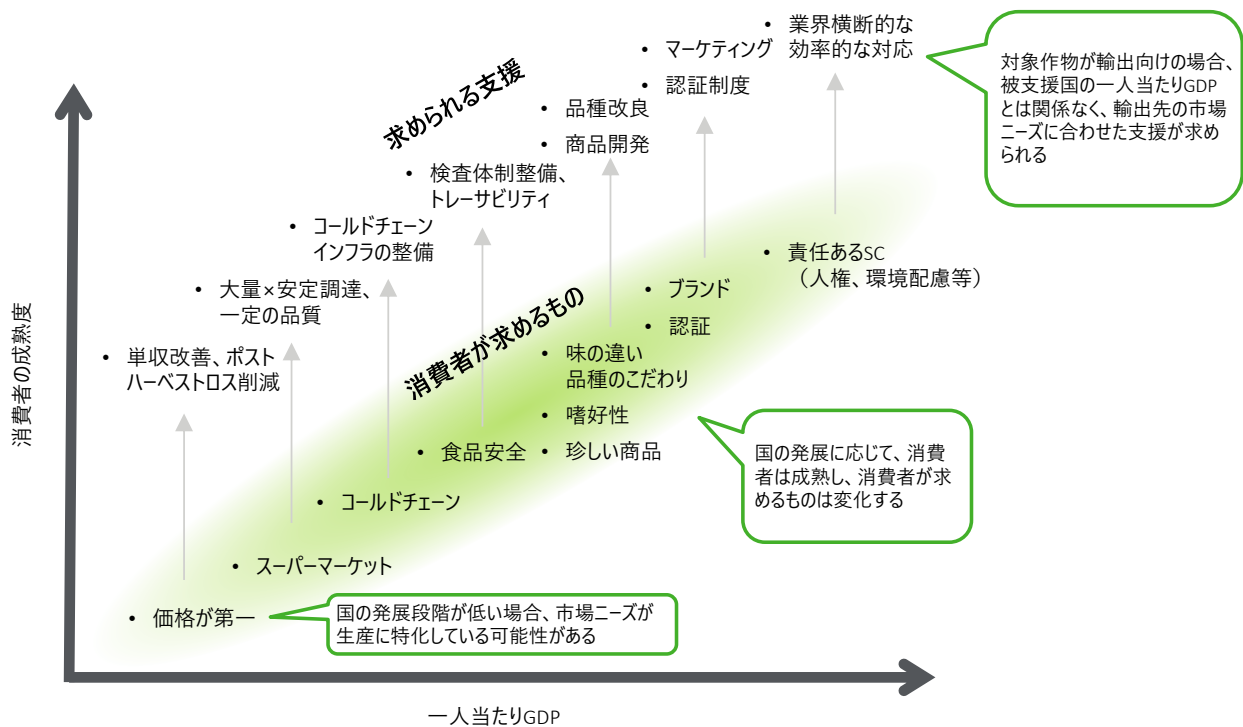 • 業界横断的な
効率的な対応
• マーケティング
• 認証制度
対象作物が輸出向けの場合、
被支援国の一人当たりGDP
とは関係なく、輸出先の市場
ニーズに合わせた支援が求め
られる
求められる支援
• 品種改良
• 商品開発
• 検査体制整備、
トレーサビリティ
• コールドチェーン
インフラの整備
• 大量×安定調達、
一定の品質
• 単収改善、ポスト
ハーベストロス削減
消費者が求めるもの
• 責任あるSC
（人権、環境配慮等）
• ブランド
• 認証
• 味の違い
品種のこだわり
• 嗜好性
• 珍しい商品
• 食品安全
• コールドチェーン
• スーパーマーケット
• 価格が第一
国の発展に応じて、消費
者は成熟し、消費者が求
めるものは変化する
国の発展段階が低い場合、市場ニーズが
生産に特化している可能性がある
消費者の成熟度
一人当たりGDP